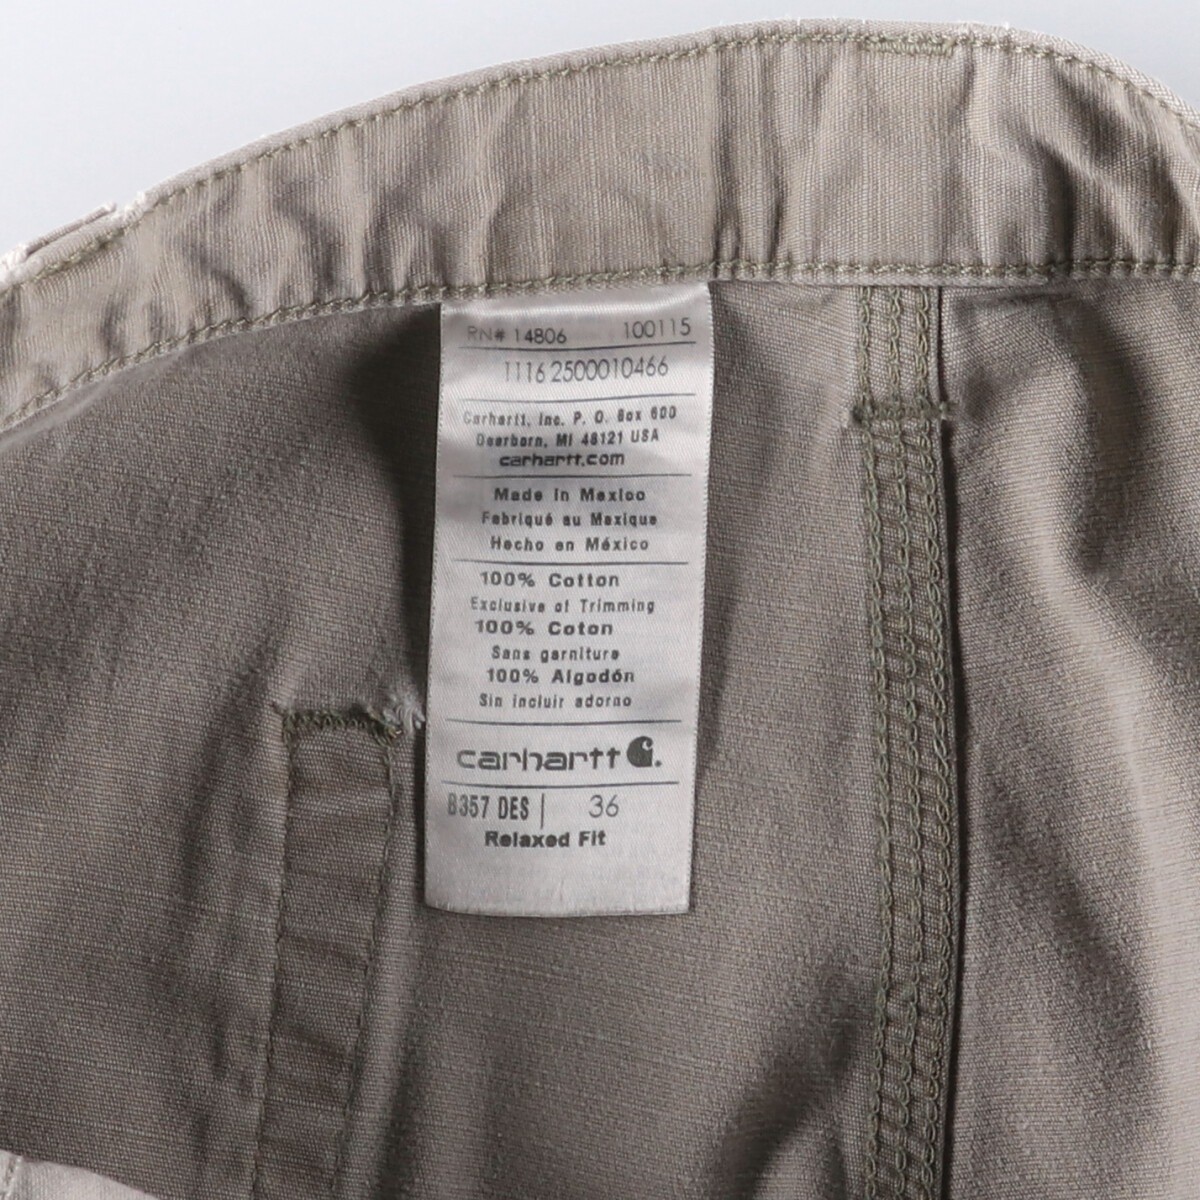 RN# 14806 100115
1116 2500010466
Carhartt, Inc. P. O. Box 600
Dearborn, MI 48121 USA
carhartt.com
Made in Mexico
Fabriqué au Mexique
Hecho en México
100% Cotton
Exclusive of Trimming
100% Coton
Sans garniture
100% Algodón
Sin incluir adorno
carhartt
B357 DES | 36
Relaxed Fit